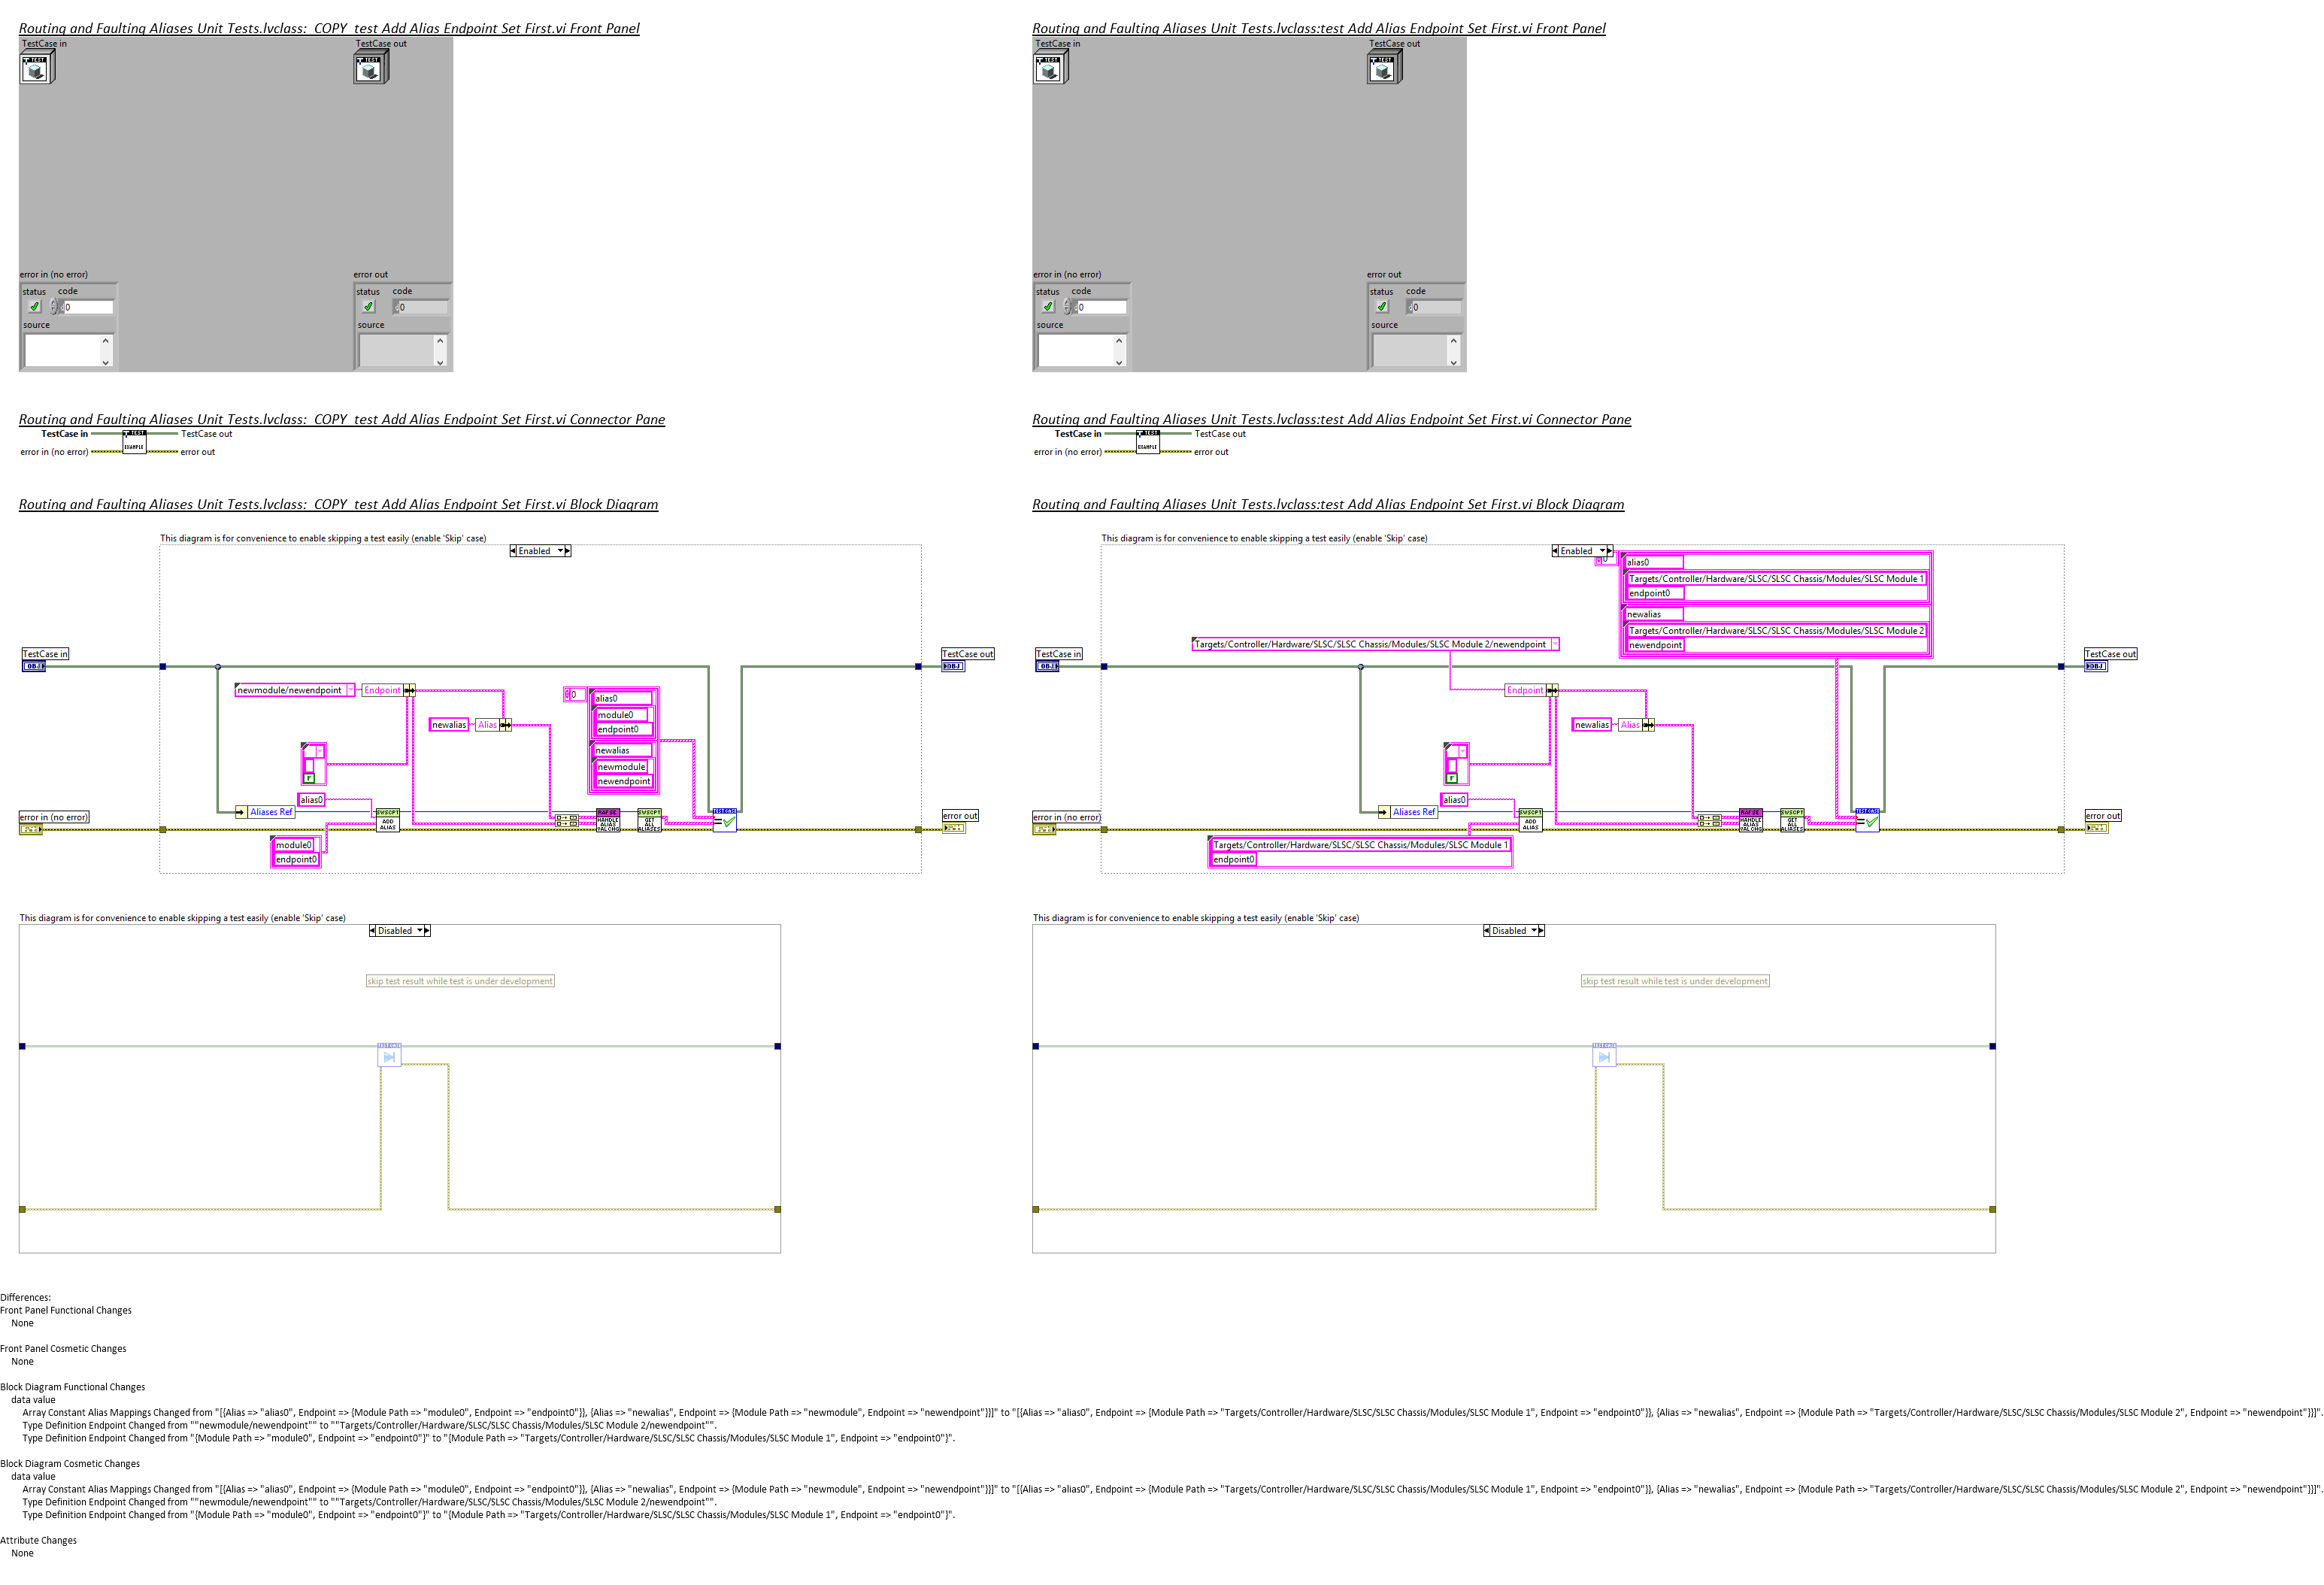 Routing and Faulting Aliases Unit Tests.lvclass:_COPY_test Add Alias Endpoint Set First.vi Front Panel
TestCase in
TestCase out
TEST
TEST
error in (no error)
error out
status code
0
source
status code
0
source
Routing and Faulting Aliases Unit Tests.lvclass:test Add Alias Endpoint Set First.vi Front Panel
TestCase in
TestCase out
TEST
TEST
error in (no error)
error out
status code
0
source
status code
0
source
Routing and Faulting Aliases Unit Tests.lvclass:_COPY_test Add Alias Endpoint Set First.vi Connector Pane
TestCase in
TEST
EXAMPLE
TestCase out
error in (no error)
error out
Routing and Faulting Aliases Unit Tests.lvclass:test Add Alias Endpoint Set First.vi Connector Pane
TestCase in
TEST
EXAMPLE
TestCase out
error in (no error)
error out
Routing and Faulting Aliases Unit Tests.lvclass:_COPY_test Add Alias Endpoint Set First.vi Block Diagram
This diagram is for convenience to enable skipping a test easily (enable 'Skip' case)
Enabled
TestCase in
OBJ
TestCase out
OBJ
newmodule/newendpoint
Endpoint
newalias
Alias
0
alias0
module0
endpoint0
newalias
newmodule
newendpoint
F
alias0
Aliases Ref
SWSCPT
ADD
ALIAS
HANDLE
ALIAS
SWSCPT
GET
ALL
ALIASES
TESTCASE
error in (no error)
error out
module0
endpoint0
Routing and Faulting Aliases Unit Tests.lvclass:test Add Alias Endpoint Set First.vi Block Diagram
This diagram is for convenience to enable skipping a test easily (enable 'Skip' case)
Enabled
0
alias0
Targets/Controller/Hardware/SLSC/SLSC Chassis/Modules/SLSC Module 1
endpoint0
newalias
Targets/Controller/Hardware/SLSC/SLSC Chassis/Modules/SLSC Module 2
newendpoint
Targets/Controller/Hardware/SLSC/SLSC Chassis/Modules/SLSC Module 2/newendpoint
TestCase in
OBJ
TestCase out
OBJ
Endpoint
newalias
Alias
F
alias0
Aliases Ref
SWSCPT
ADD
ALIAS
HANDLE
ALIAS
SWSCPT
GET
ALL
ALIASES
TESTCASE
error in (no error)
error out
Targets/Controller/Hardware/SLSC/SLSC Chassis/Modules/SLSC Module 1
endpoint0
This diagram is for convenience to enable skipping a test easily (enable 'Skip' case)
Disabled
skip test result while test is under development
This diagram is for convenience to enable skipping a test easily (enable 'Skip' case)
Disabled
skip test result while test is under development
Differences:
Front Panel Functional Changes
None
Front Panel Cosmetic Changes
None
Block Diagram Functional Changes
data value
Array Constant Alias Mappings Changed from "[{Alias => "alias0", Endpoint => {Module Path => "module0", Endpoint => "endpoint0"}}, {Alias => "newalias", Endpoint => {Module Path => "newmodule", Endpoint => "newendpoint"}}]" to "[{Alias => "alias0", Endpoint => {Module Path => "Targets/Controller/Hardware/SLSC/SLSC Chassis/Modules/SLSC Module 1", Endpoint => "endpoint0"}}, {Alias => "newalias", Endpoint => {Module Path => "Targets/Controller/Hardware/SLSC/SLSC Chassis/Modules/SLSC Module 2", Endpoint => "newendpoint"}}]".
Type Definition Endpoint Changed from ""newmodule/newendpoint"" to ""Targets/Controller/Hardware/SLSC/SLSC Chassis/Modules/SLSC Module 2/newendpoint"".
Type Definition Endpoint Changed from "{Module Path => "module0", Endpoint => "endpoint0"}" to "{Module Path => "Targets/Controller/Hardware/SLSC/SLSC Chassis/Modules/SLSC Module 1", Endpoint => "endpoint0"}".
Block Diagram Cosmetic Changes
data value
Array Constant Alias Mappings Changed from "[{Alias => "alias0", Endpoint => {Module Path => "module0", Endpoint => "endpoint0"}}, {Alias => "newalias", Endpoint => {Module Path => "newmodule", Endpoint => "newendpoint"}}]" to "[{Alias => "alias0", Endpoint => {Module Path => "Targets/Controller/Hardware/SLSC/SLSC Chassis/Modules/SLSC Module 1", Endpoint => "endpoint0"}}, {Alias => "newalias", Endpoint => {Module Path => "Targets/Controller/Hardware/SLSC/SLSC Chassis/Modules/SLSC Module 2", Endpoint => "newendpoint"}}]".
Type Definition Endpoint Changed from ""newmodule/newendpoint"" to ""Targets/Controller/Hardware/SLSC/SLSC Chassis/Modules/SLSC Module 2/newendpoint"".
Type Definition Endpoint Changed from "{Module Path => "module0", Endpoint => "endpoint0"}" to "{Module Path => "Targets/Controller/Hardware/SLSC/SLSC Chassis/Modules/SLSC Module 1", Endpoint => "endpoint0"}".
Attribute Changes
None